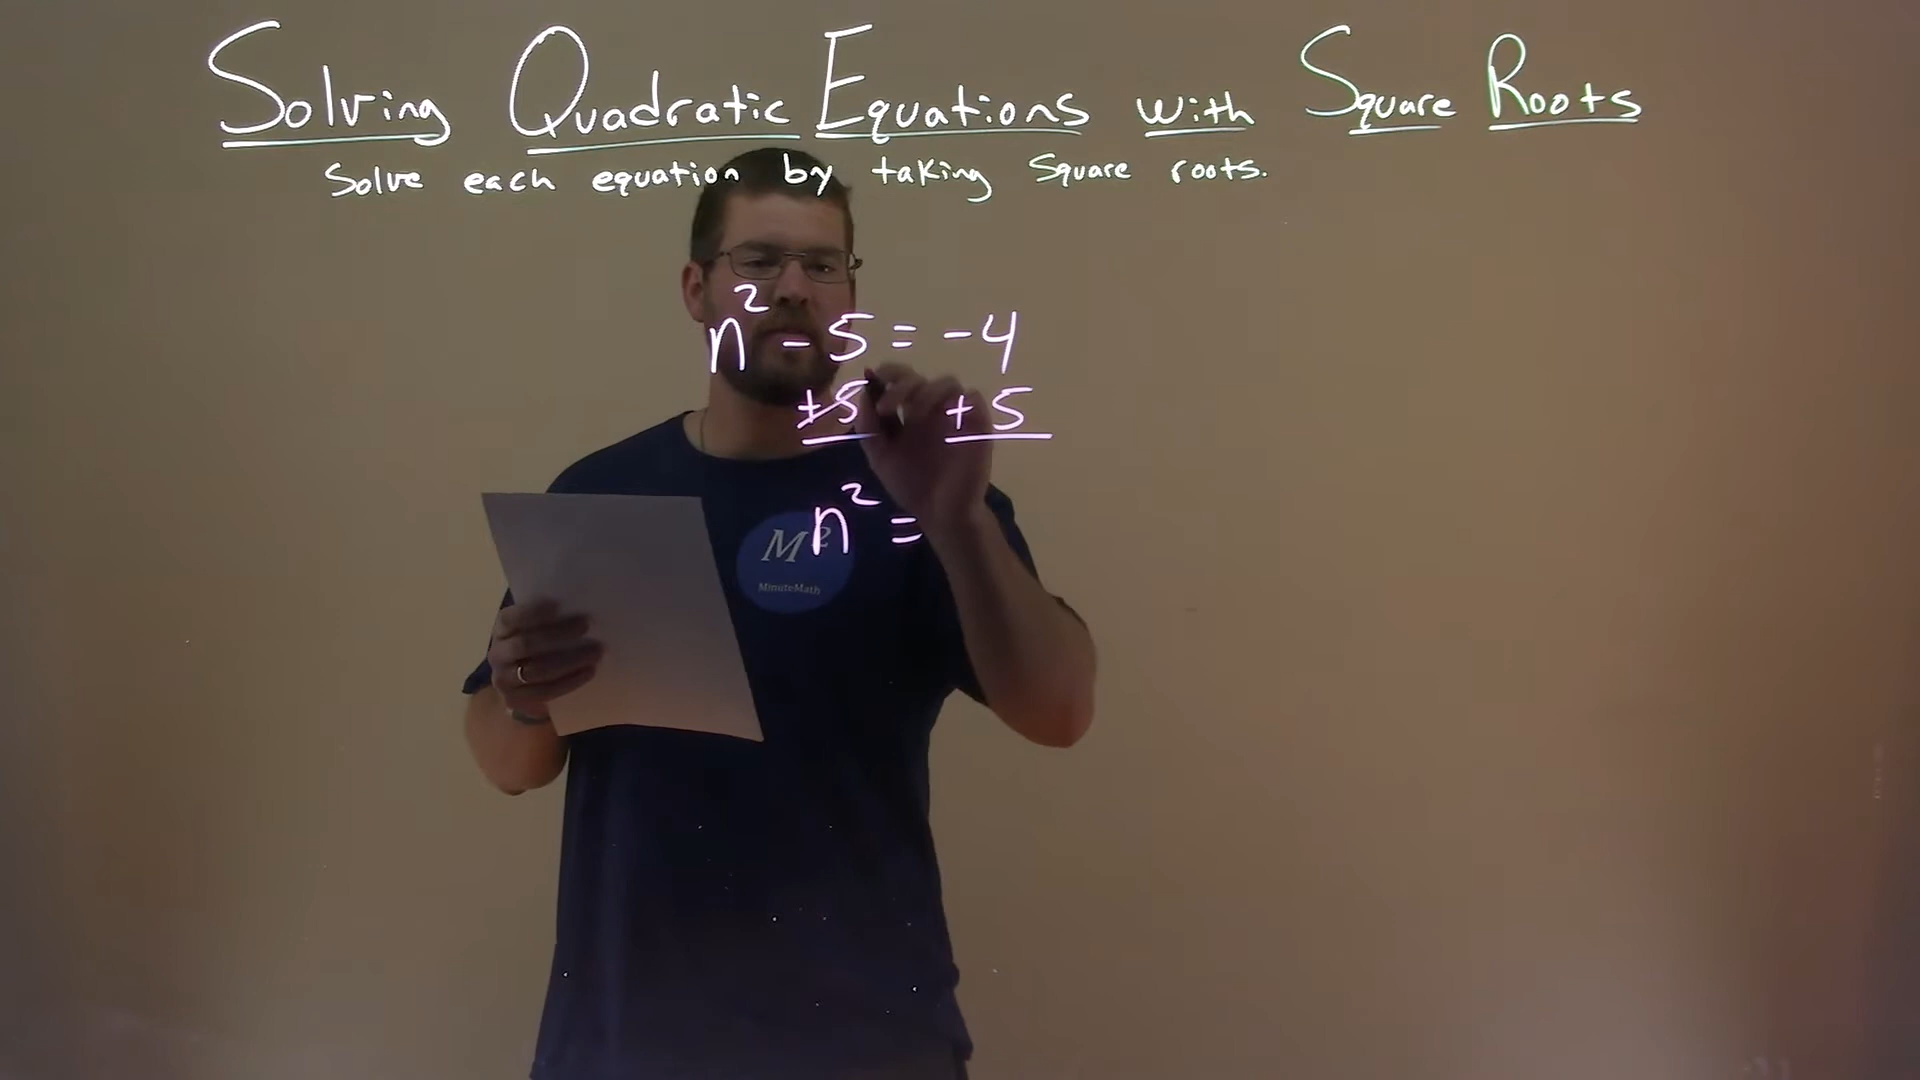 Solving Quadratic Equations with Square Roots
Solve each equation by taking Square roots.
n² - 5 = -4
+5 +5
n² =
M²
MinuteMath